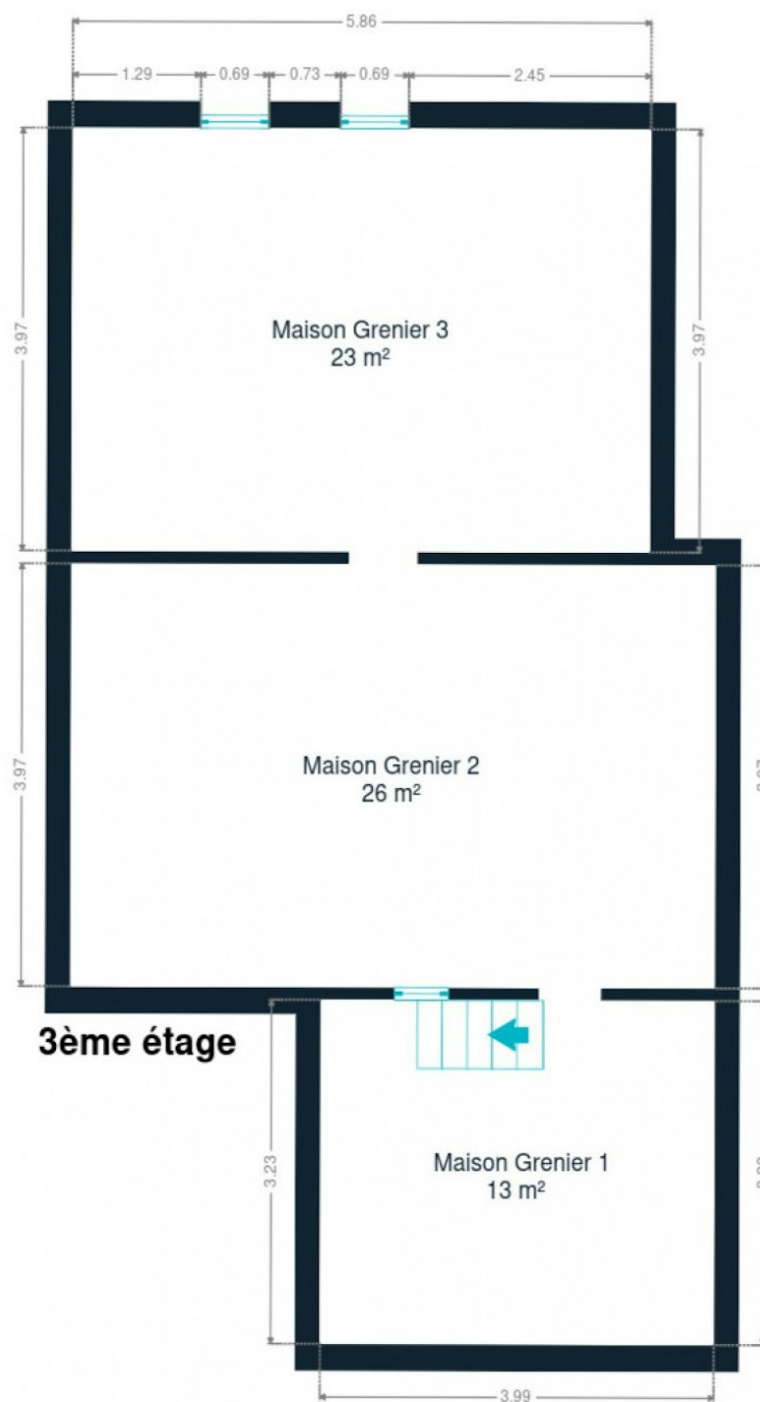 5.86
1.29
0.69
0.73
0.69
2.45
3.97
3.97
Maison Grenier 3
23 m²
3.97
Maison Grenier 2
26 m²
3ème étage
3.23
Maison Grenier 1
13 m²
3.99